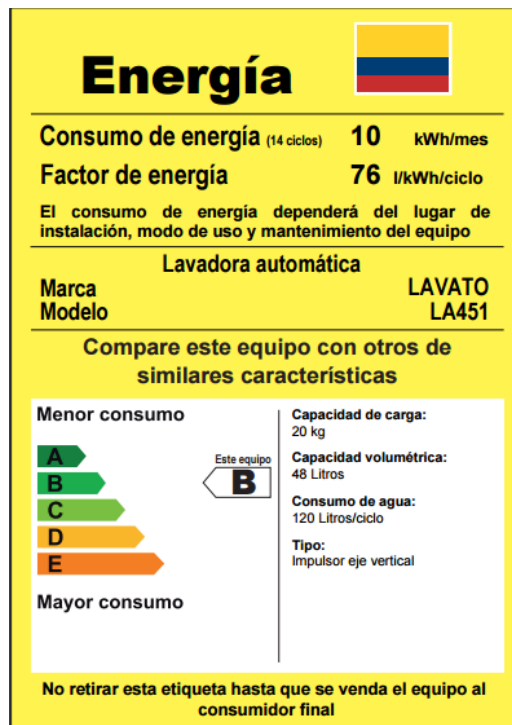 Energía
Consumo de energía (14 ciclos) 10 kWh/mes
Factor de energía 76 l/kWh/ciclo
El consumo de energía dependerá del lugar de
instalación, modo de uso y mantenimiento del equipo
Lavadora automática
Marca LAVATO
Modelo LA451
Compare este equipo con otros de
similares características
Menor consumo
A
B
C
D
E
Mayor consumo
Este equipo
B
Capacidad de carga:
20 kg
Capacidad volumétrica:
48 Litros
Consumo de agua:
120 Litros/ciclo
Tipo:
Impulsor eje vertical
No retirar esta etiqueta hasta que se venda el equipo al
consumidor final